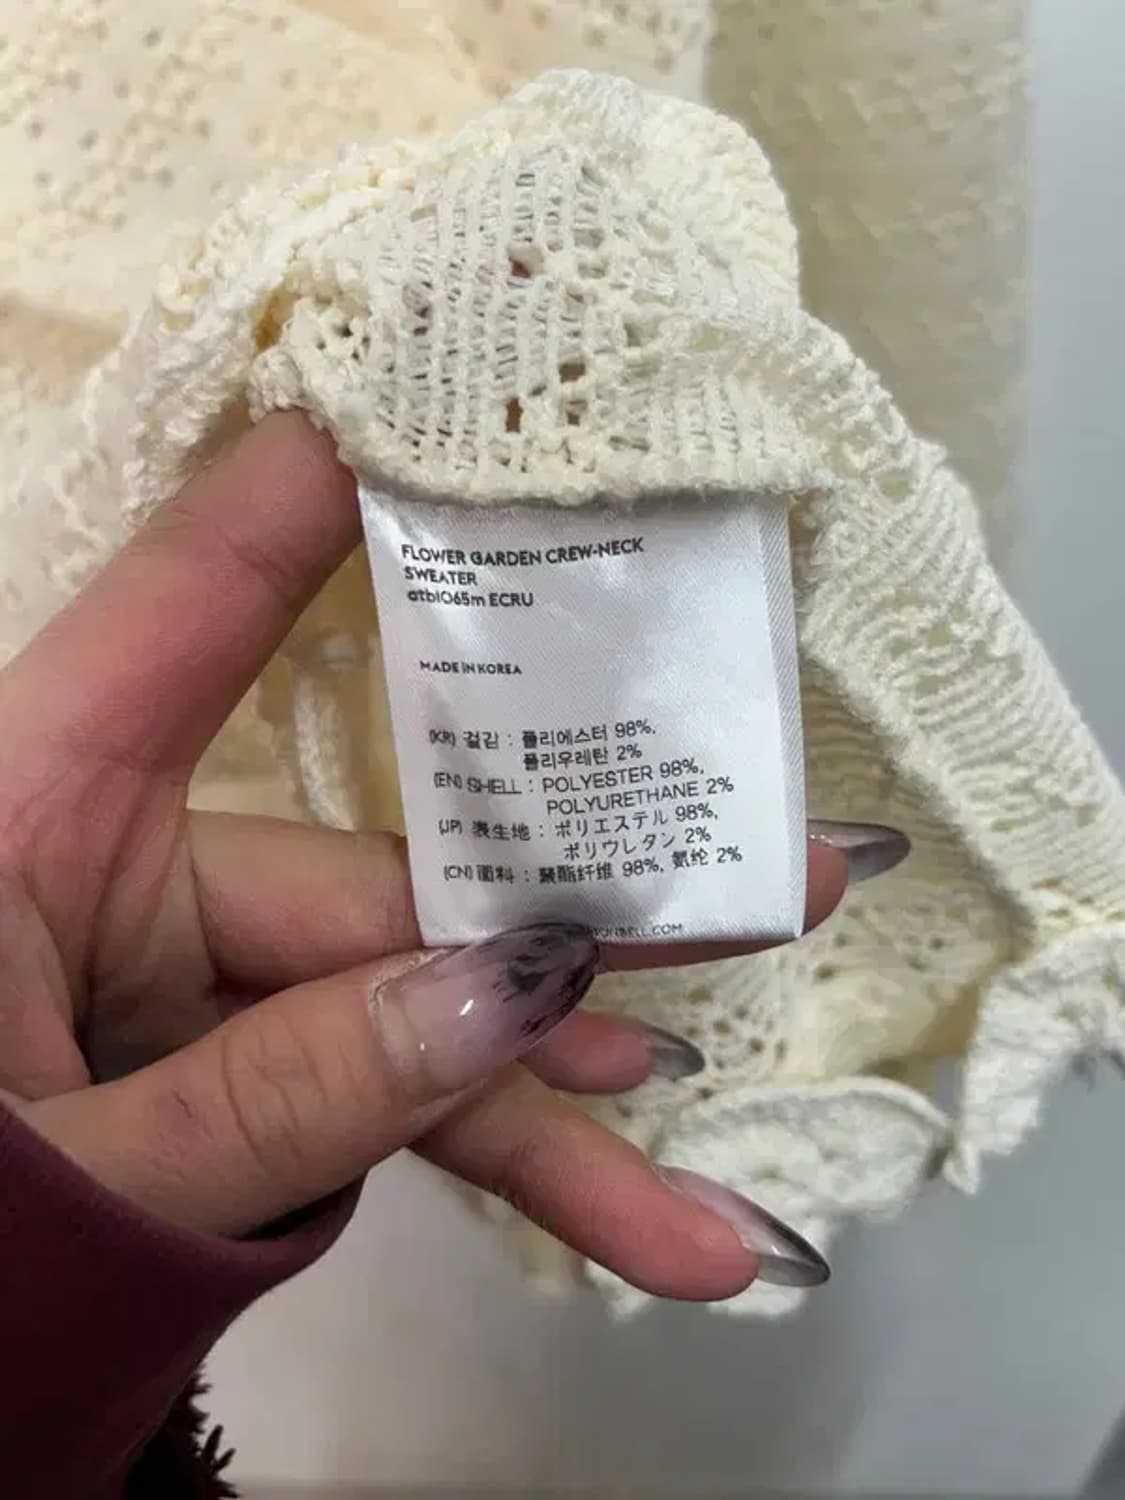 FLOWER GARDEN CREW-NECK
SWEATER
atb1065m ECRU
MADE IN KOREA
(KR) 겉감 : 폴리에스터 98%,
폴리우레탄 2%
(EN) SHELL : POLYESTER 98%,
POLYURETHANE 2%
(JP) 表生地 : ポリエステル 98%,
ポリウレタン 2%
(CN) 面料 : 聚酯纤维 98%, 氨纶 2%